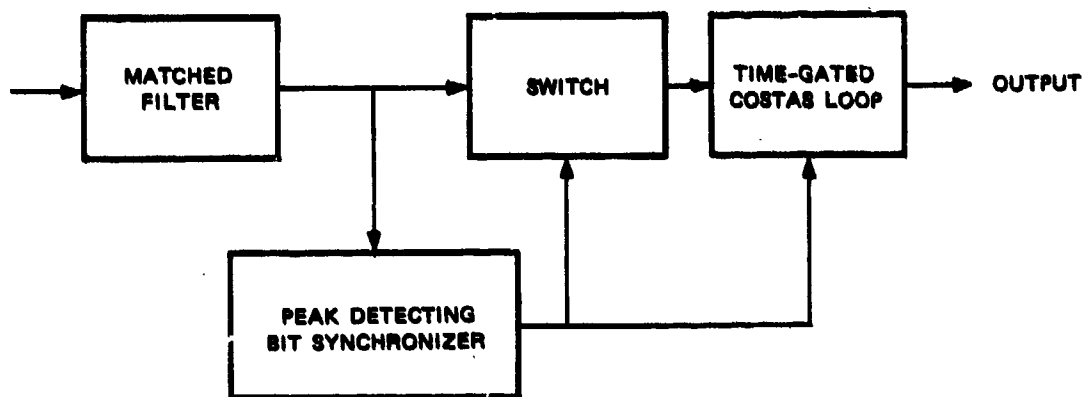 MATCHED
FILTER
SWITCH
TIME-GATED
COSTAS LOOP
OUTPUT
PEAK DETECTING
BIT SYNCHRONIZER